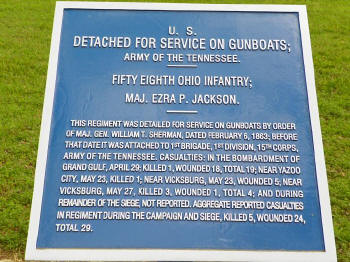 U. S.
DETACHED FOR SERVICE ON GUNBOATS;
ARMY OF THE TENNESSEE.
FIFTY EIGHTH OHIO INFANTRY;
MAJ. EZRA P. JACKSON.
THIS REGIMENT WAS DETAILED FOR SERVICE ON GUNBOATS BY ORDER
OF MAJ. GEN. WILLIAM T. SHERMAN, DATED FEBRUARY 6, 1863; BEFORE
THAT DATE IT WAS ATTACHED TO 1ST BRIGADE, 1ST DIVISION, 15TH CORPS,
ARMY OF THE TENNESSEE. CASUALTIES: IN THE BOMBARDMENT OF
GRAND GULF, APRIL 29; KILLED 1, WOUNDED 18, TOTAL 19; NEAR YAZOO
CITY, MAY 23, KILLED 1; NEAR VICKSBURG, MAY 23, WOUNDED 5; NEAR
VICKSBURG, MAY 27, KILLED 3, WOUNDED 1, TOTAL 4; AND DURING
REMAINDER OF THE SIEGE, NOT REPORTED. AGGREGATE REPORTED CASUALTIES
IN REGIMENT DURING THE CAMPAIGN AND SIEGE, KILLED 5, WOUNDED 24,
TOTAL 29.